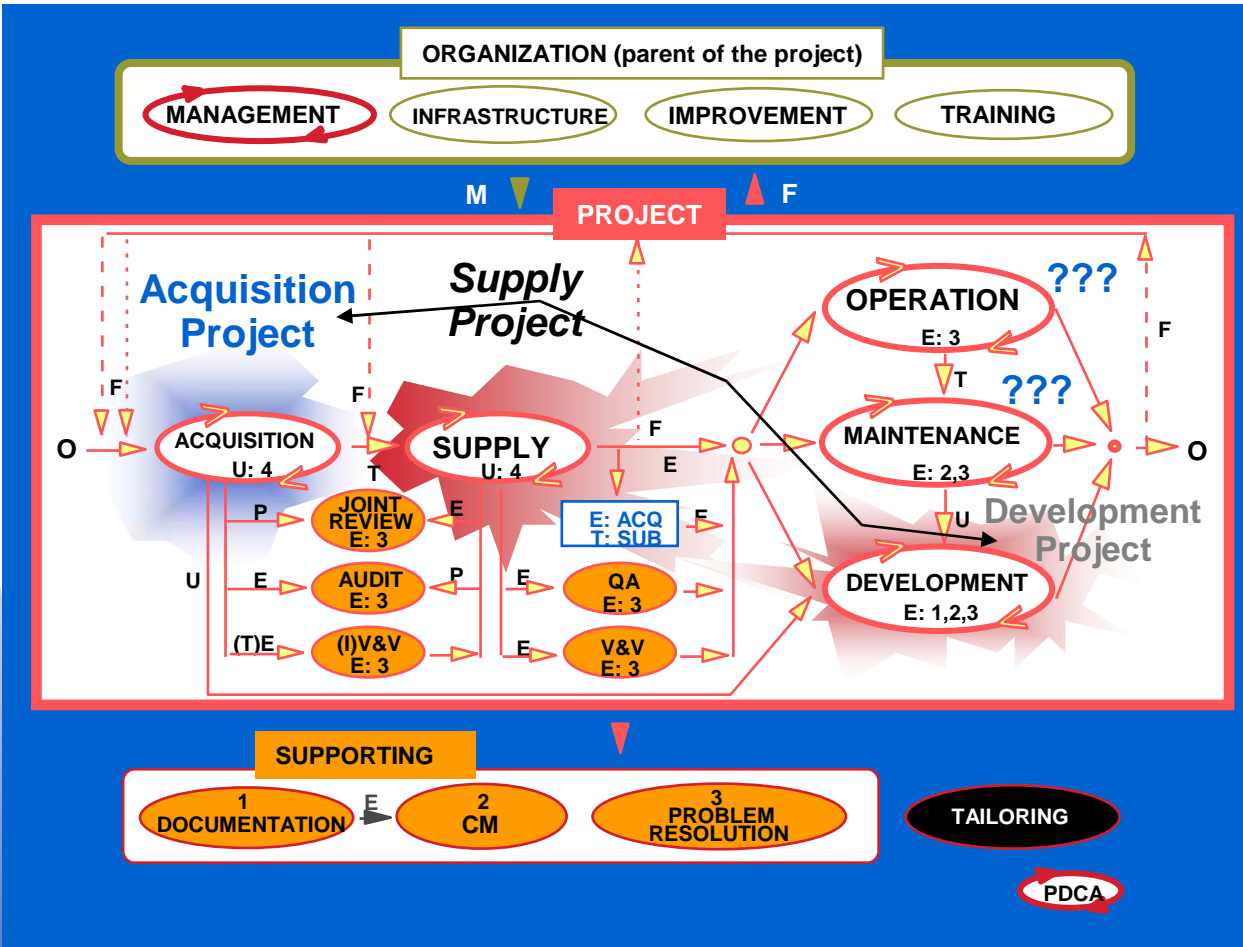 ORGANIZATION (parent of the project)
MANAGEMENT
INFRASTRUCTURE
IMPROVEMENT
TRAINING
M
F
PROJECT
Acquisition
Project
Supply
Project
OPERATION
E: 3
???
F
F
F
T
???
O
ACQUISITION
U: 4
T
SUPPLY
U: 4
F
E
MAINTENANCE
E: 2,3
O
P
JOINT
REVIEW
E: 3
E
E: ACQ
T: SUB
E
U
Development
Project
U
E
AUDIT
E: 3
P
E
QA
E: 3
DEVELOPMENT
E: 1,2,3
(T)E
(I)V&V
E: 3
E
V&V
E: 3
SUPPORTING
1
DOCUMENTATION
E
2
CM
3
PROBLEM
RESOLUTION
TAILORING
PDCA